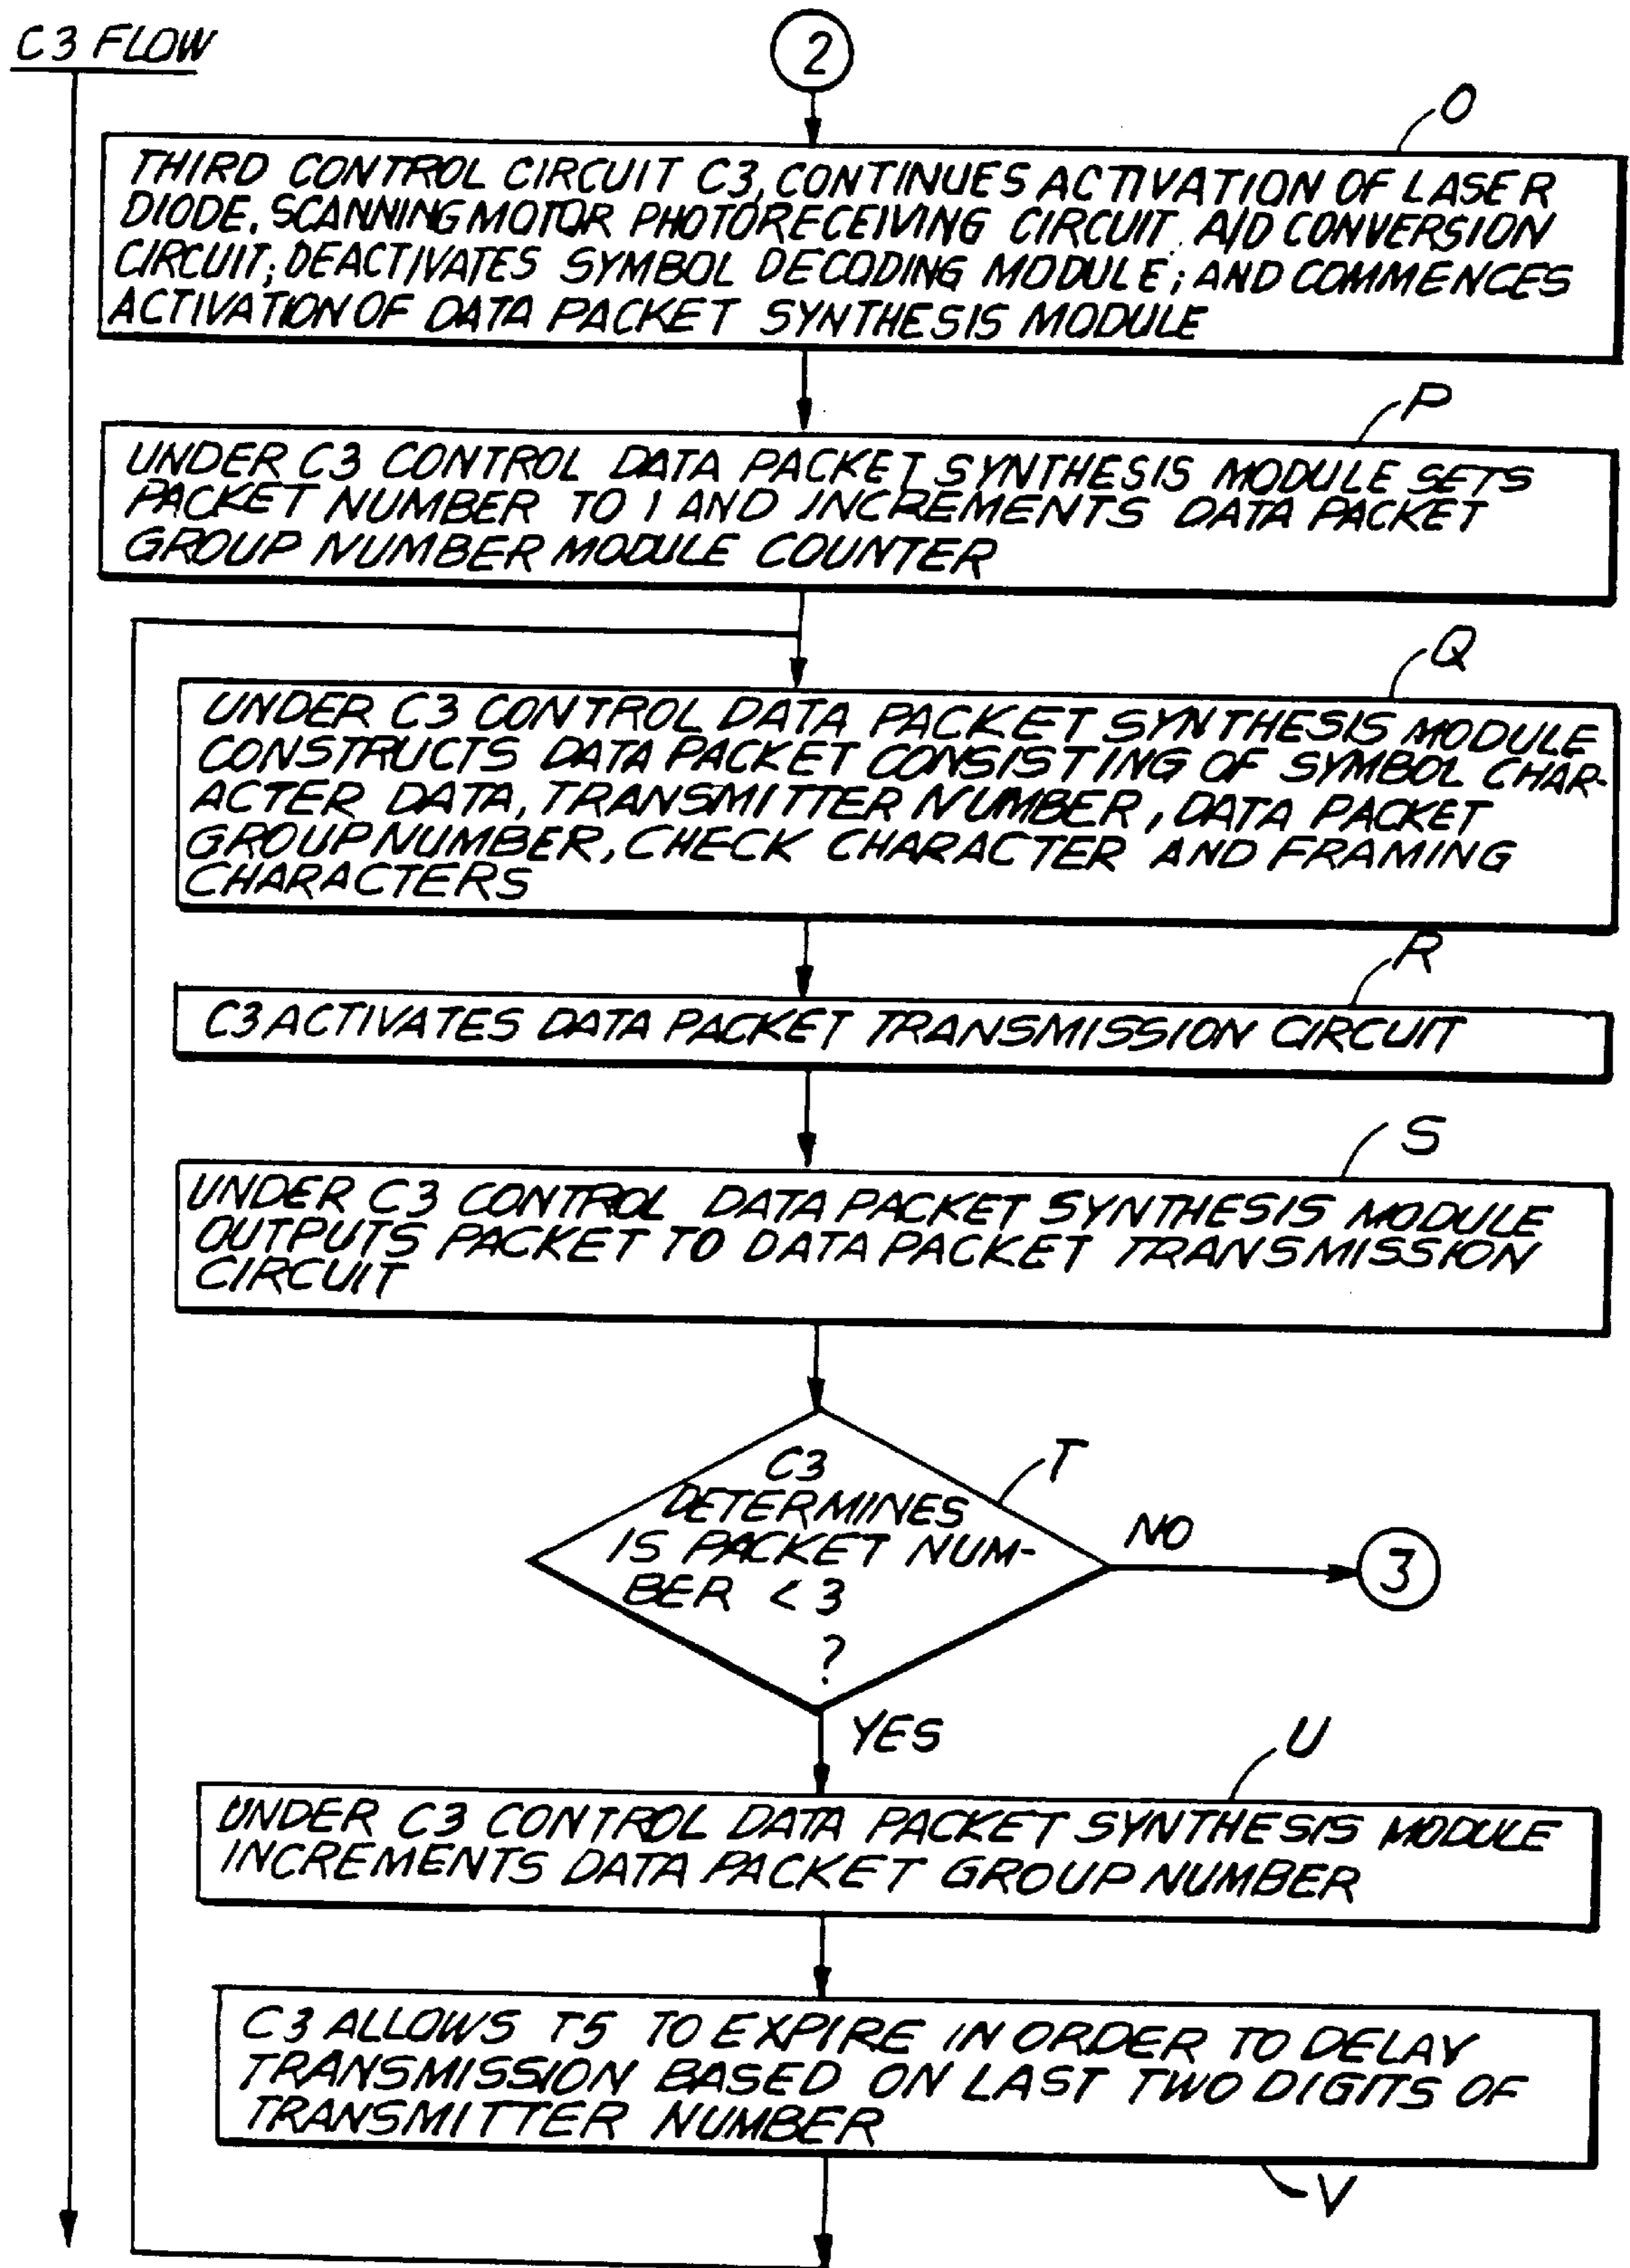 C3 FLOW
2
O
THIRD CONTROL CIRCUIT C3, CONTINUES ACTIVATION OF LASER
DIODE, SCANNING MOTOR PHOTORECEIVING CIRCUIT. A/D CONVERSION
CIRCUIT; DEACTIVATES SYMBOL DECODING MODULE; AND COMMENCES
ACTIVATION OF DATA PACKET SYNTHESIS MODULE
P
UNDER C3 CONTROL DATA PACKET SYNTHESIS MODULE SETS
PACKET NUMBER TO 1 AND INCREMENTS DATA PACKET
GROUP NUMBER MODULE COUNTER
Q
UNDER C3 CONTROL DATA PACKET SYNTHESIS MODULE
CONSTRUCTS DATA PACKET CONSISTING OF SYMBOL CHAR-
ACTER DATA, TRANSMITTER NUMBER, DATA PACKET
GROUP NUMBER, CHECK CHARACTER AND FRAMING
CHARACTERS
R
C3 ACTIVATES DATA PACKET TRANSMISSION CIRCUIT
S
UNDER C3 CONTROL DATA PACKET SYNTHESIS MODULE
OUTPUTS PACKET TO DATA PACKET TRANSMISSION
CIRCUIT
T
C3
DETERMINES
IS PACKET NUM-
BER < 3
?
NO
3
YES
U
UNDER C3 CONTROL DATA PACKET SYNTHESIS MODULE
INCREMENTS DATA PACKET GROUP NUMBER
C3 ALLOWS T5 TO EXPIRE IN ORDER TO DELAY
TRANSMISSION BASED ON LAST TWO DIGITS OF
TRANSMITTER NUMBER
V